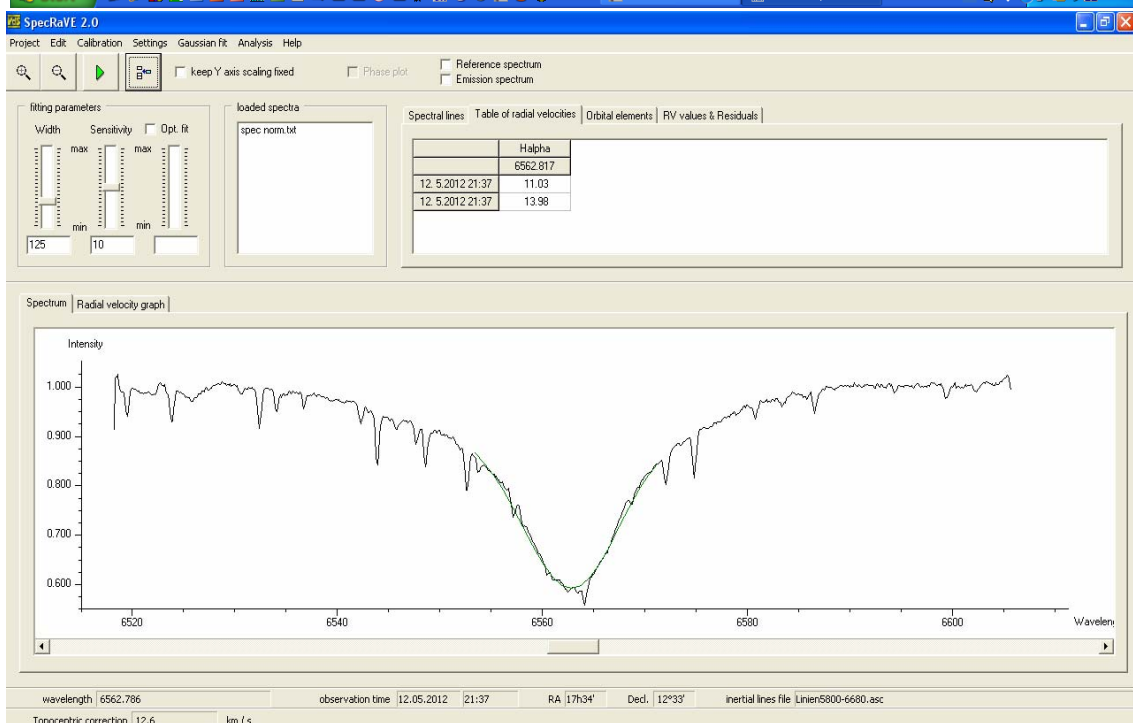 SpecRaVE 2.0
Project Edit Calibration Settings Gaussian fit Analysis Help
keep Y axis scaling fixed
Phase plot
Reference spectrum
Emission spectrum
fitting parameters
Width Sensitivity Opt. fit
max max
min min
125 10
loaded spectra
spec norm.txt
Spectral lines Table of radial velocities Orbital elements RV values & Residuals
Halpha
6562.817
12. 5.2012 21:37 11.03
12. 5.2012 21:37 13.98
Spectrum Radial velocity graph
Intensity
1.000
0.900
0.800
0.700
0.600
6520 6540 6560 6580 6600 Wavelen
wavelength 6562.786 observation time 12.05.2012 21:37 RA 17h34' Decl. 12°33' inertial lines file Linien5800-6680.asc
Topocentric correction 12.6 km / s